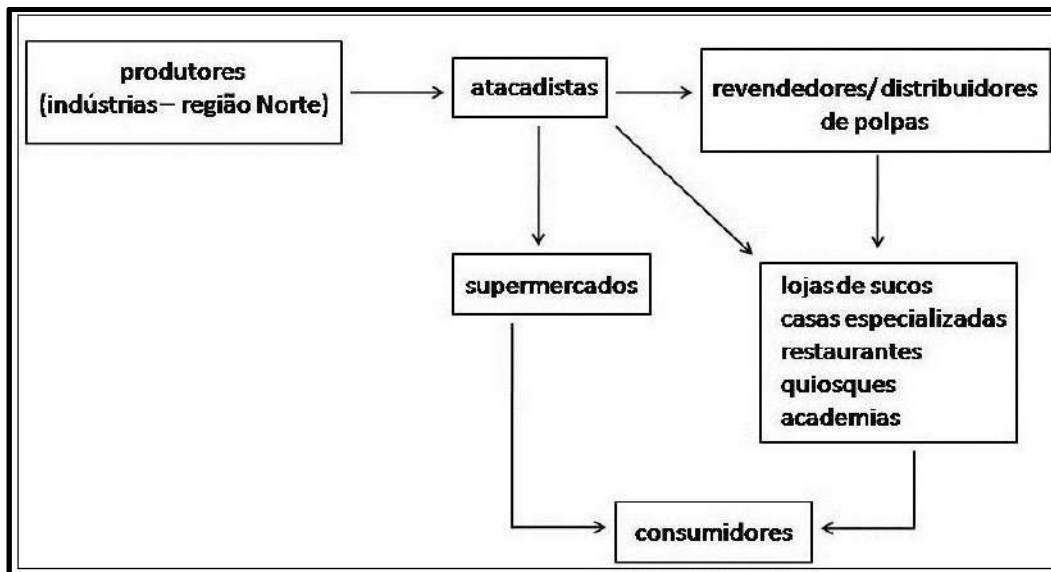 produtores
(indústrias – região Norte)
atacadistas
revendedores/distribuidores
de polpas
supermercados
lojas de sucos
casas especializadas
restaurantes
quiosques
academias
consumidores